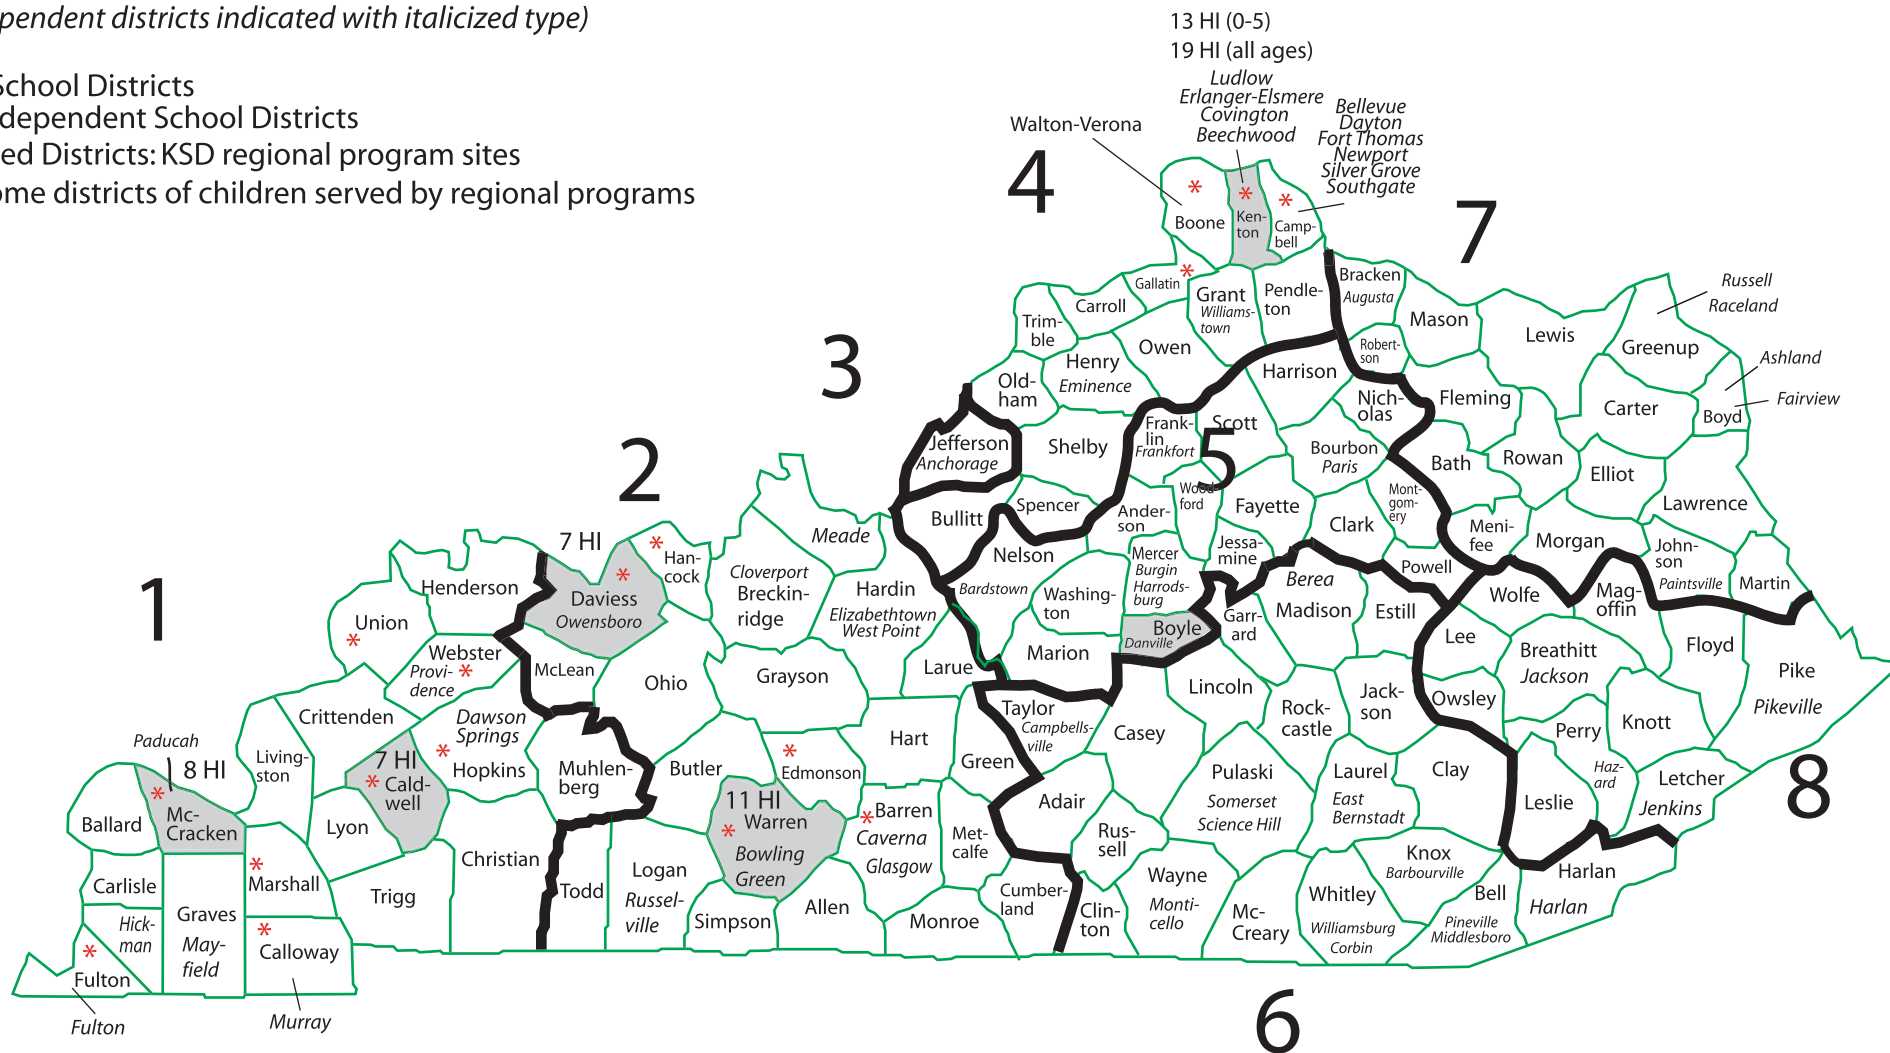 pendent districts indicated with italicized type)
School Districts
dependent School Districts
ed Districts: KSD regional program sites
ome districts of children served by regional programs
13 HI (0-5)
19 HI (all ages)
Ludlow
Erlanger-Elsmere
Covington
Beechwood
Bellevue
Dayton
Fort Thomas
Newport
Silver Grove
Southgate
Walton-Verona
4
*
*
*
Boone
Ken-
ton
Camp-
bell
7
*
Gallatin
Carroll
Grant
Williams-
town
Pendle-
ton
Bracken
Augusta
Mason
Lewis
Russell
Raceland
Greenup
Ashland
Fairview
Boyd
Carter
Trim-
ble
Henry
Eminence
Owen
Harrison
Robert-
son
Nich-
olas
Fleming
3
Old-
ham
Jefferson
Anchorage
Shelby
Frank-
lin
Frankfort
Scott
5
Bourbon
Paris
Bath
Rowan
Elliot
Lawrence
Bullitt
Spencer
Ander-
son
Wood-
ford
Fayette
Clark
Mont-
gom-
ery
Meni-
fee
Morgan
John-
son
Paintsville
Martin
Nelson
Bardstown
Washing-
ton
Mercer
Burgin
Harrods-
burg
Jessa-
mine
Berea
Madison
Powell
Estill
Wolfe
Mag-
offin
Marion
Boyle
Danville
Garr-
ard
Lee
Breathitt
Jackson
Floyd
Pike
Pikeville
2
7 HI
*
Daviess
Owensboro
*
Han-
cock
Cloverport
Breckin-
ridge
Meade
Hardin
Elizabethtown
West Point
Larue
1
Henderson
Union
*
Webster
Provi-
dence
*
McLean
Ohio
Grayson
Crittenden
Dawson
Springs
*
Hopkins
Muhlen-
berg
Butler
*
Edmonson
Hart
Green
Taylor
Campbells-
ville
Casey
Lincoln
Rock-
castle
Jack-
son
Owsley
Perry
Haz-
ard
Knott
Letcher
Jenkins
8
Paducah
8 HI
*
Mc-
Cracken
Ballard
Living-
ston
7 HI
*
Cald-
well
Lyon
11 HI
*
Warren
Bowling
Green
*
Barren
Caverna
Glasgow
Met-
calfe
Adair
Rus-
sell
Pulaski
Somerset
Science Hill
Laurel
East
Bernstadt
Clay
Leslie
Carlisle
*
Marshall
Trigg
Christian
Todd
Logan
Russel-
ville
Simpson
Allen
Monroe
Cumber-
land
Clin-
ton
Wayne
Monti-
cello
Mc-
Creary
Whitley
Williamsburg
Corbin
Knox
Barbourville
Bell
Pineville
Middlesboro
Harlan
Harlan
Hick-
man
Graves
May-
field
*
Calloway
*
Fulton
Fulton
Murray
6